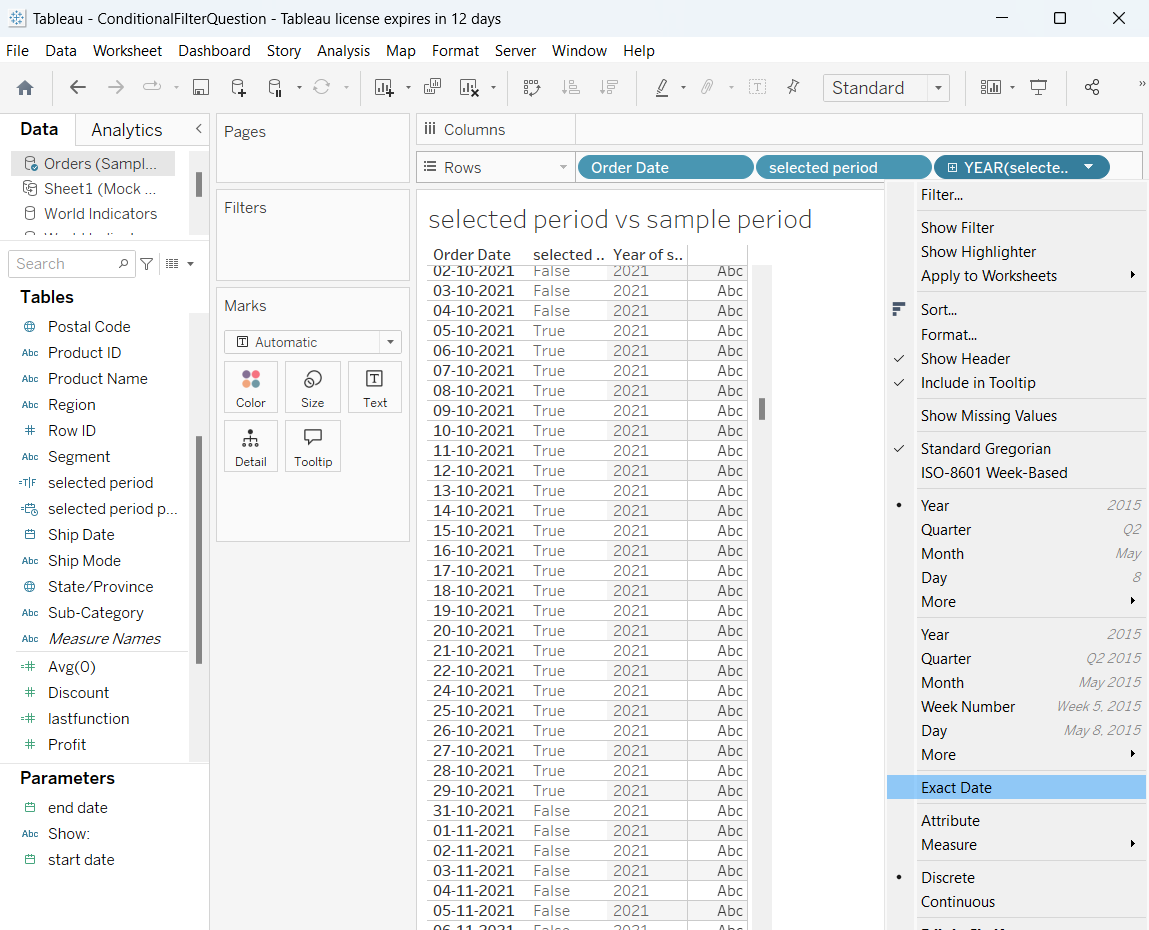 Tableau - ConditionalFilterQuestion - Tableau license expires in 12 days
File Data Worksheet Dashboard Story Analysis Map Format Server Window Help
Standard
Data Analytics
Orders (Sampl...
Sheet1 (Mock ...
World Indicators
Search
Tables
Postal Code
Abc Product ID
Abc Product Name
Abc Region
# Row ID
Abc Segment
=T|F selected period
selected period p...
Ship Date
Abc Ship Mode
State/Province
Abc Sub-Category
Abc Measure Names
=# Avg(0)
# Discount
=# lastfunction
# Profit
Parameters
end date
Abc Show:
start date
Pages
Filters
Marks
Automatic
Color Size Text
Detail Tooltip
Columns
Rows Order Date selected period YEAR(selecte..
selected period vs sample period
Order Date selected .. Year of s..
02-10-2021 False 2021 Abc
03-10-2021 False 2021 Abc
04-10-2021 False 2021 Abc
05-10-2021 True 2021 Abc
06-10-2021 True 2021 Abc
07-10-2021 True 2021 Abc
08-10-2021 True 2021 Abc
09-10-2021 True 2021 Abc
10-10-2021 True 2021 Abc
11-10-2021 True 2021 Abc
12-10-2021 True 2021 Abc
13-10-2021 True 2021 Abc
14-10-2021 True 2021 Abc
15-10-2021 True 2021 Abc
16-10-2021 True 2021 Abc
17-10-2021 True 2021 Abc
18-10-2021 True 2021 Abc
19-10-2021 True 2021 Abc
20-10-2021 True 2021 Abc
21-10-2021 True 2021 Abc
22-10-2021 True 2021 Abc
24-10-2021 True 2021 Abc
25-10-2021 True 2021 Abc
26-10-2021 True 2021 Abc
27-10-2021 True 2021 Abc
28-10-2021 True 2021 Abc
29-10-2021 True 2021 Abc
31-10-2021 False 2021 Abc
01-11-2021 False 2021 Abc
02-11-2021 False 2021 Abc
03-11-2021 False 2021 Abc
04-11-2021 False 2021 Abc
05-11-2021 False 2021 Abc
Filter...
Show Filter
Show Highlighter
Apply to Worksheets
Sort...
Format...
Show Header
Include in Tooltip
Show Missing Values
Standard Gregorian
ISO-8601 Week-Based
Year 2015
Quarter Q2
Month May
Day 8
More
Year 2015
Quarter Q2 2015
Month May 2015
Week Number Week 5, 2015
Day May 8, 2015
More
Exact Date
Attribute
Measure
Discrete
Continuous